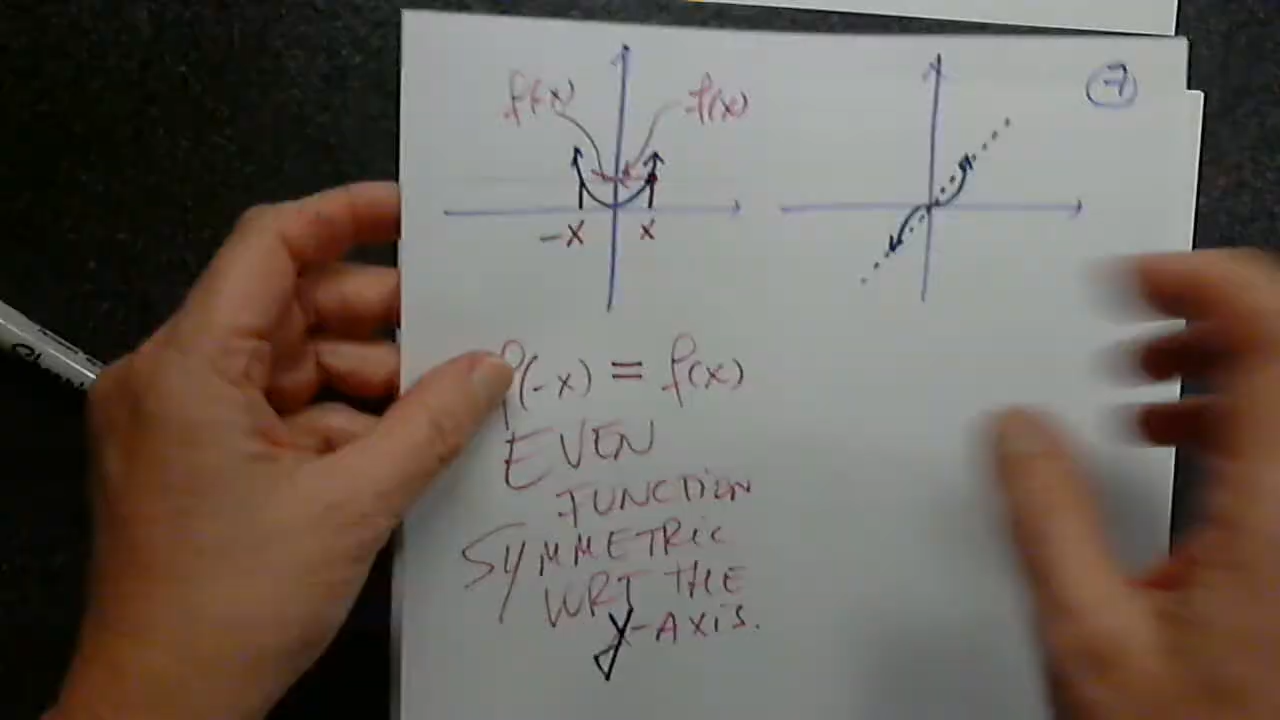 f(-x)
f(x)
7
-x
x
f(-x) = f(x)
EVEN
FUNCTION
SYMMETRIC
WRT THE
y-AXIS.